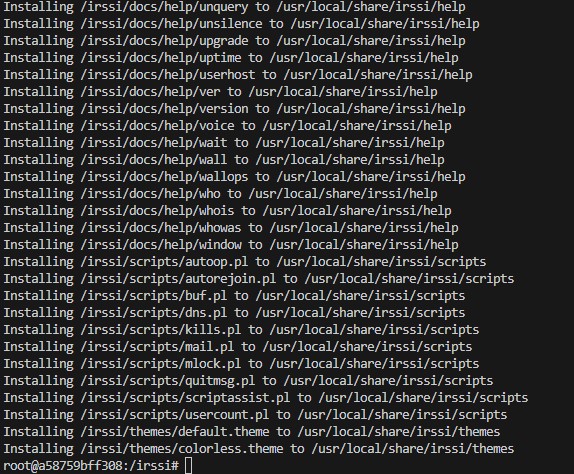 Installing /irssi/docs/help/unquery to /usr/local/share/irssi/help
Installing /irssi/docs/help/unsilence to /usr/local/share/irssi/help
Installing /irssi/docs/help/upgrade to /usr/local/share/irssi/help
Installing /irssi/docs/help/uptime to /usr/local/share/irssi/help
Installing /irssi/docs/help/userhost to /usr/local/share/irssi/help
Installing /irssi/docs/help/ver to /usr/local/share/irssi/help
Installing /irssi/docs/help/version to /usr/local/share/irssi/help
Installing /irssi/docs/help/voice to /usr/local/share/irssi/help
Installing /irssi/docs/help/wait to /usr/local/share/irssi/help
Installing /irssi/docs/help/wall to /usr/local/share/irssi/help
Installing /irssi/docs/help/wallops to /usr/local/share/irssi/help
Installing /irssi/docs/help/who to /usr/local/share/irssi/help
Installing /irssi/docs/help/whois to /usr/local/share/irssi/help
Installing /irssi/docs/help/whowas to /usr/local/share/irssi/help
Installing /irssi/docs/help/window to /usr/local/share/irssi/help
Installing /irssi/scripts/autoop.pl to /usr/local/share/irssi/scripts
Installing /irssi/scripts/autorejoin.pl to /usr/local/share/irssi/scripts
Installing /irssi/scripts/buf.pl to /usr/local/share/irssi/scripts
Installing /irssi/scripts/dns.pl to /usr/local/share/irssi/scripts
Installing /irssi/scripts/kills.pl to /usr/local/share/irssi/scripts
Installing /irssi/scripts/mail.pl to /usr/local/share/irssi/scripts
Installing /irssi/scripts/mlock.pl to /usr/local/share/irssi/scripts
Installing /irssi/scripts/quitmsg.pl to /usr/local/share/irssi/scripts
Installing /irssi/scripts/scriptassist.pl to /usr/local/share/irssi/scripts
Installing /irssi/scripts/usercount.pl to /usr/local/share/irssi/scripts
Installing /irssi/themes/default.theme to /usr/local/share/irssi/themes
Installing /irssi/themes/colorless.theme to /usr/local/share/irssi/themes
root@a58759bff308:/irssi#